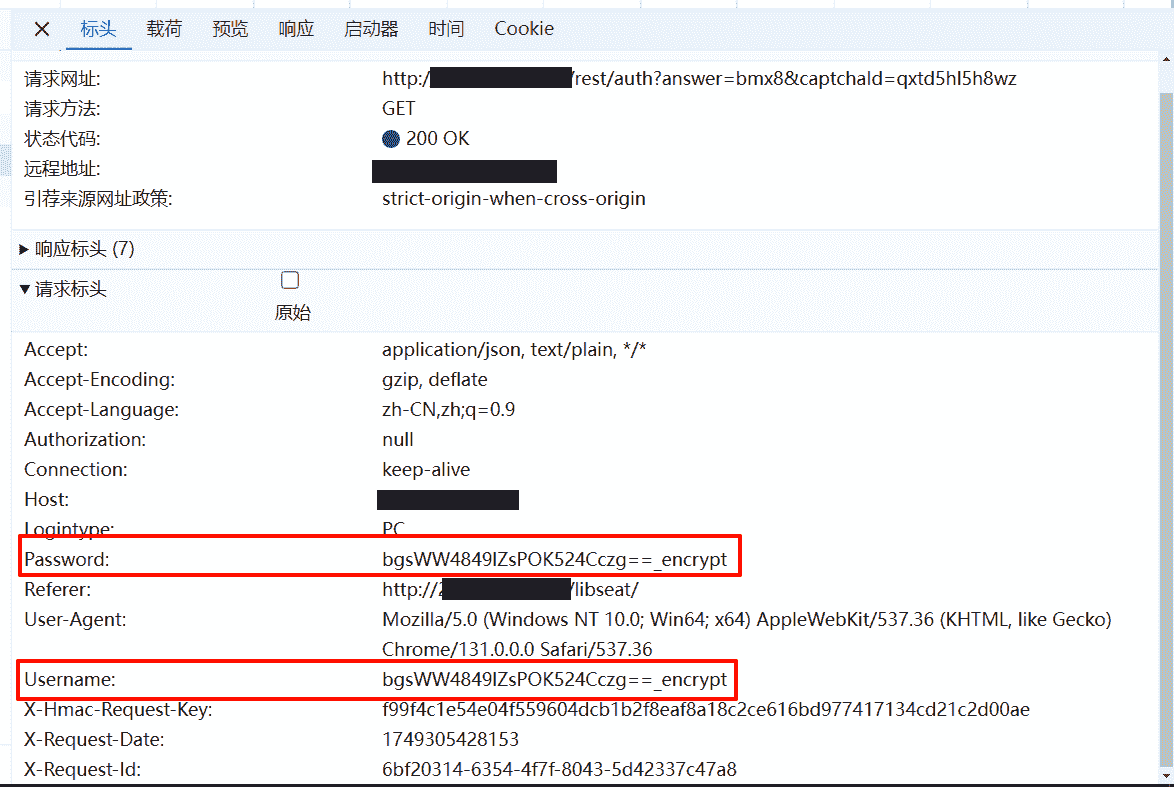 标头 载荷 预览 响应 启动器 时间 Cookie
请求网址: http:/ /rest/auth?answer=bmx8&captchaId=qxtd5hl5h8wz
请求方法: GET
状态代码: 200 OK
远程地址:
引荐来源网址政策: strict-origin-when-cross-origin
响应标头 (7)
请求标头
原始
Accept: application/json, text/plain, */*
Accept-Encoding: gzip, deflate
Accept-Language: zh-CN,zh;q=0.9
Authorization: null
Connection: keep-alive
Host:
Logintype: PC
Password: bgsWW4849IZsPOK524Cczg==_encrypt
Referer: http://2 /libseat/
User-Agent: Mozilla/5.0 (Windows NT 10.0; Win64; x64) AppleWebKit/537.36 (KHTML, like Gecko)
Chrome/131.0.0.0 Safari/537.36
Username: bgsWW4849IZsPOK524Cczg==_encrypt
X-Hmac-Request-Key: f99f4c1e54e04f559604dcb1b2f8eaf8a18c2ce616bd977417134cd21c2d00ae
X-Request-Date: 1749305428153
X-Request-Id: 6bf20314-6354-4f7f-8043-5d42337c47a8